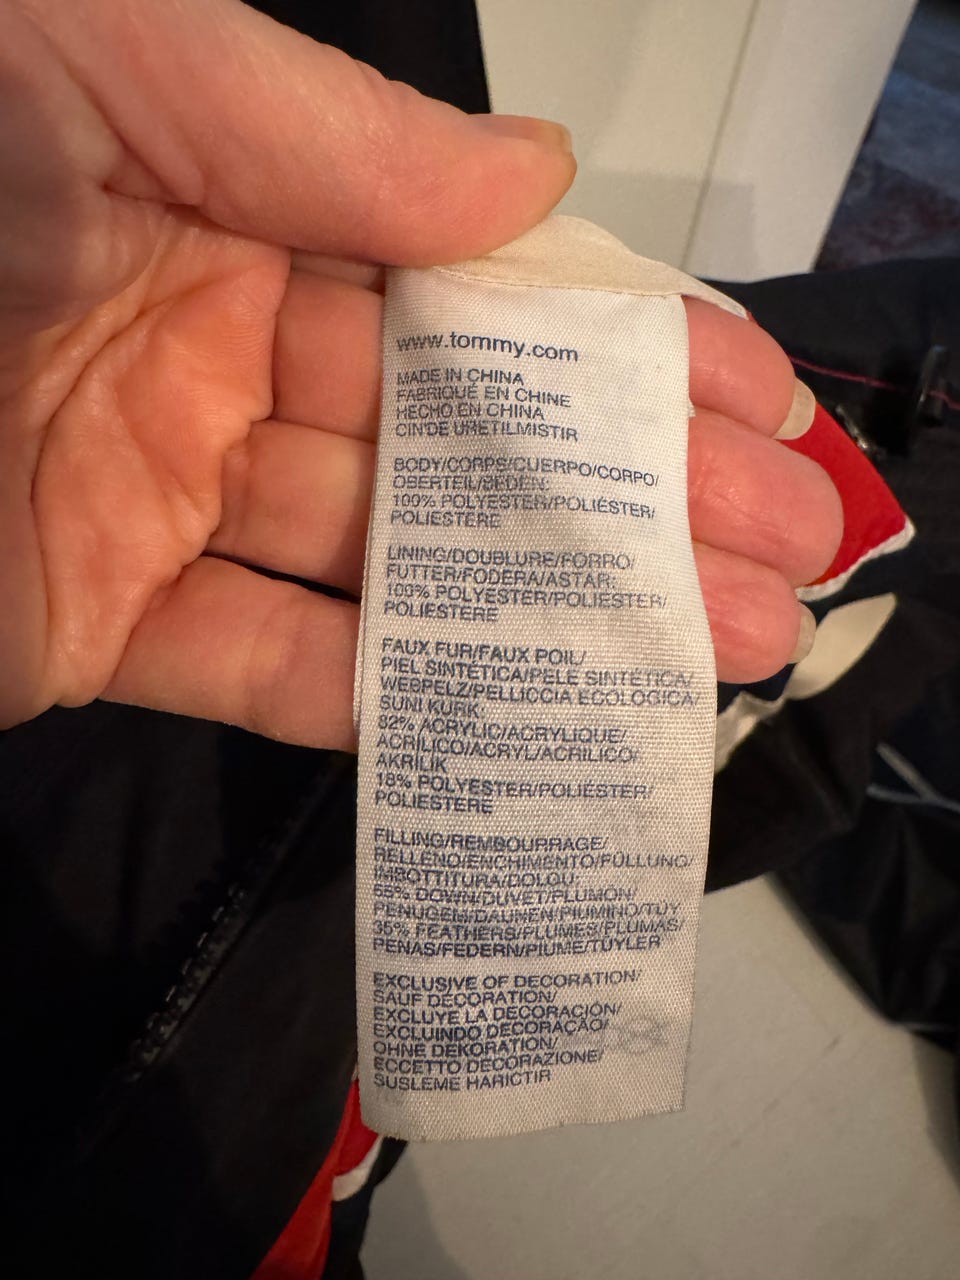 www.tommy.com
MADE IN CHINA
FABRIQUÉ EN CHINE
HECHO EN CHINA
CIN'DE URETILMISTIR
BODY/CORPS/CUERPO/CORPO/
OBERTEIL/BEDEN:
100% POLYESTER/POLIÉSTER/
POLIESTERE
LINING/DOUBLURE/FORRO/
FUTTER/FODERA/ASTAR:
100% POLYESTER/POLIESTER/
POLIESTERE
FAUX FUR/FAUX POIL/
PIEL SINTÉTICA/PELE SINTÉTICA/
WEBPELZ/PELLICCIA ECOLOGICA/
SUNI KURK
82% ACRYLIC/ACRYLIQUE/
ACRILICO/ACRYL/ACRILICO/
AKRILIK
18% POLYESTER/POLIÉSTER/
POLIESTERE
FILLING/REMBOURRAGE/
RELLENO/ENCHIMENTO/FÜLLUNG/
IMBOTTITURA/DOLGU:
65% DOWN/DUVET/PLUMÓN/
PENUGEM/DAUNEN/PIUMINO/TUY
35% FEATHERS/PLUMES/PLUMAS/
PENAS/FEDERN/PIUME/TÜYLER
EXCLUSIVE OF DECORATION/
SAUF DÉCORATION/
EXCLUYE LA DECORACIÓN/
EXCLUINDO DECORAÇÃO/
OHNE DEKORATION/
ECCETTO DECORAZIONE/
SUSLEME HARICTIR